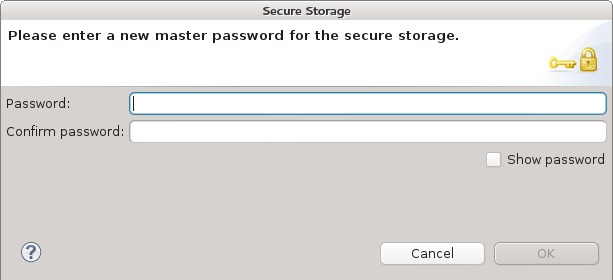 Secure Storage
Please enter a new master password for the secure storage.
Password:
Confirm password:
Show password
?
Cancel
OK